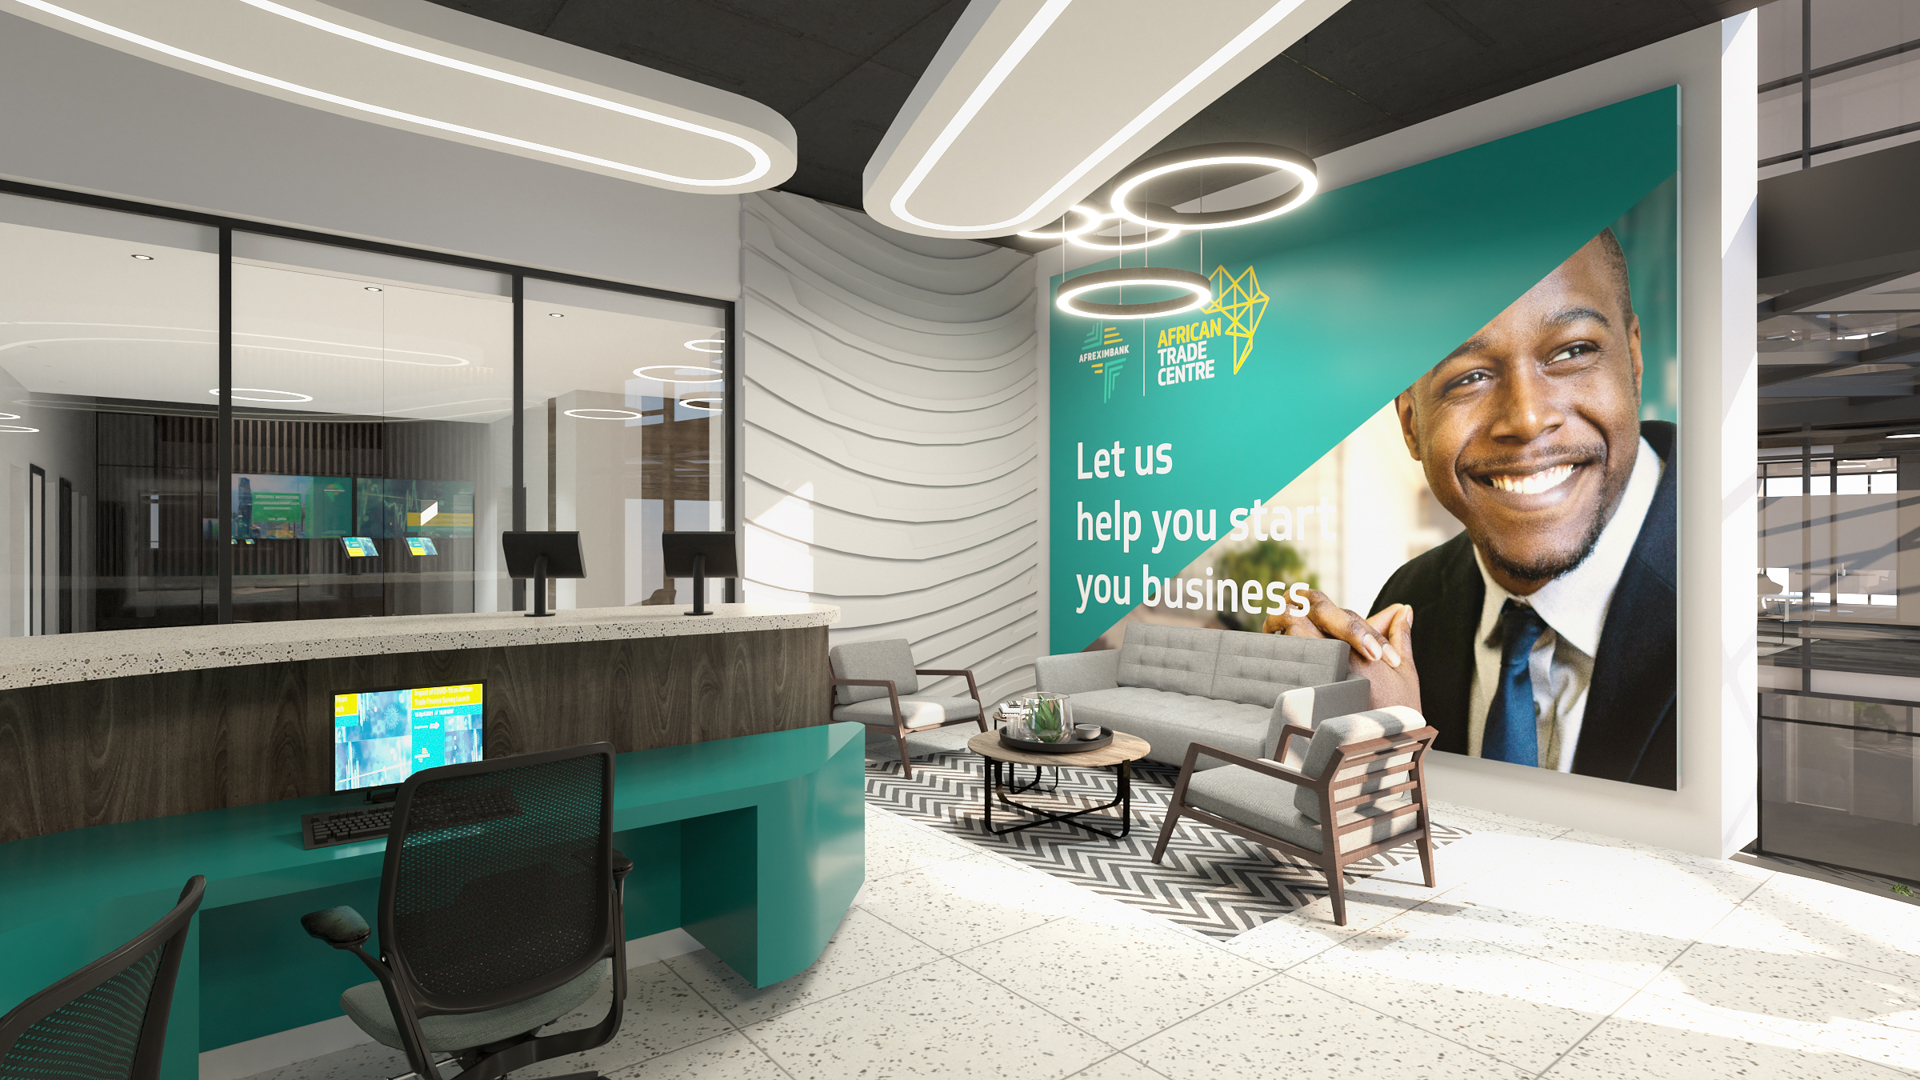 AFREXIMBANK
AFRICAN
TRADE
CENTRE
Let us
help you start
you business